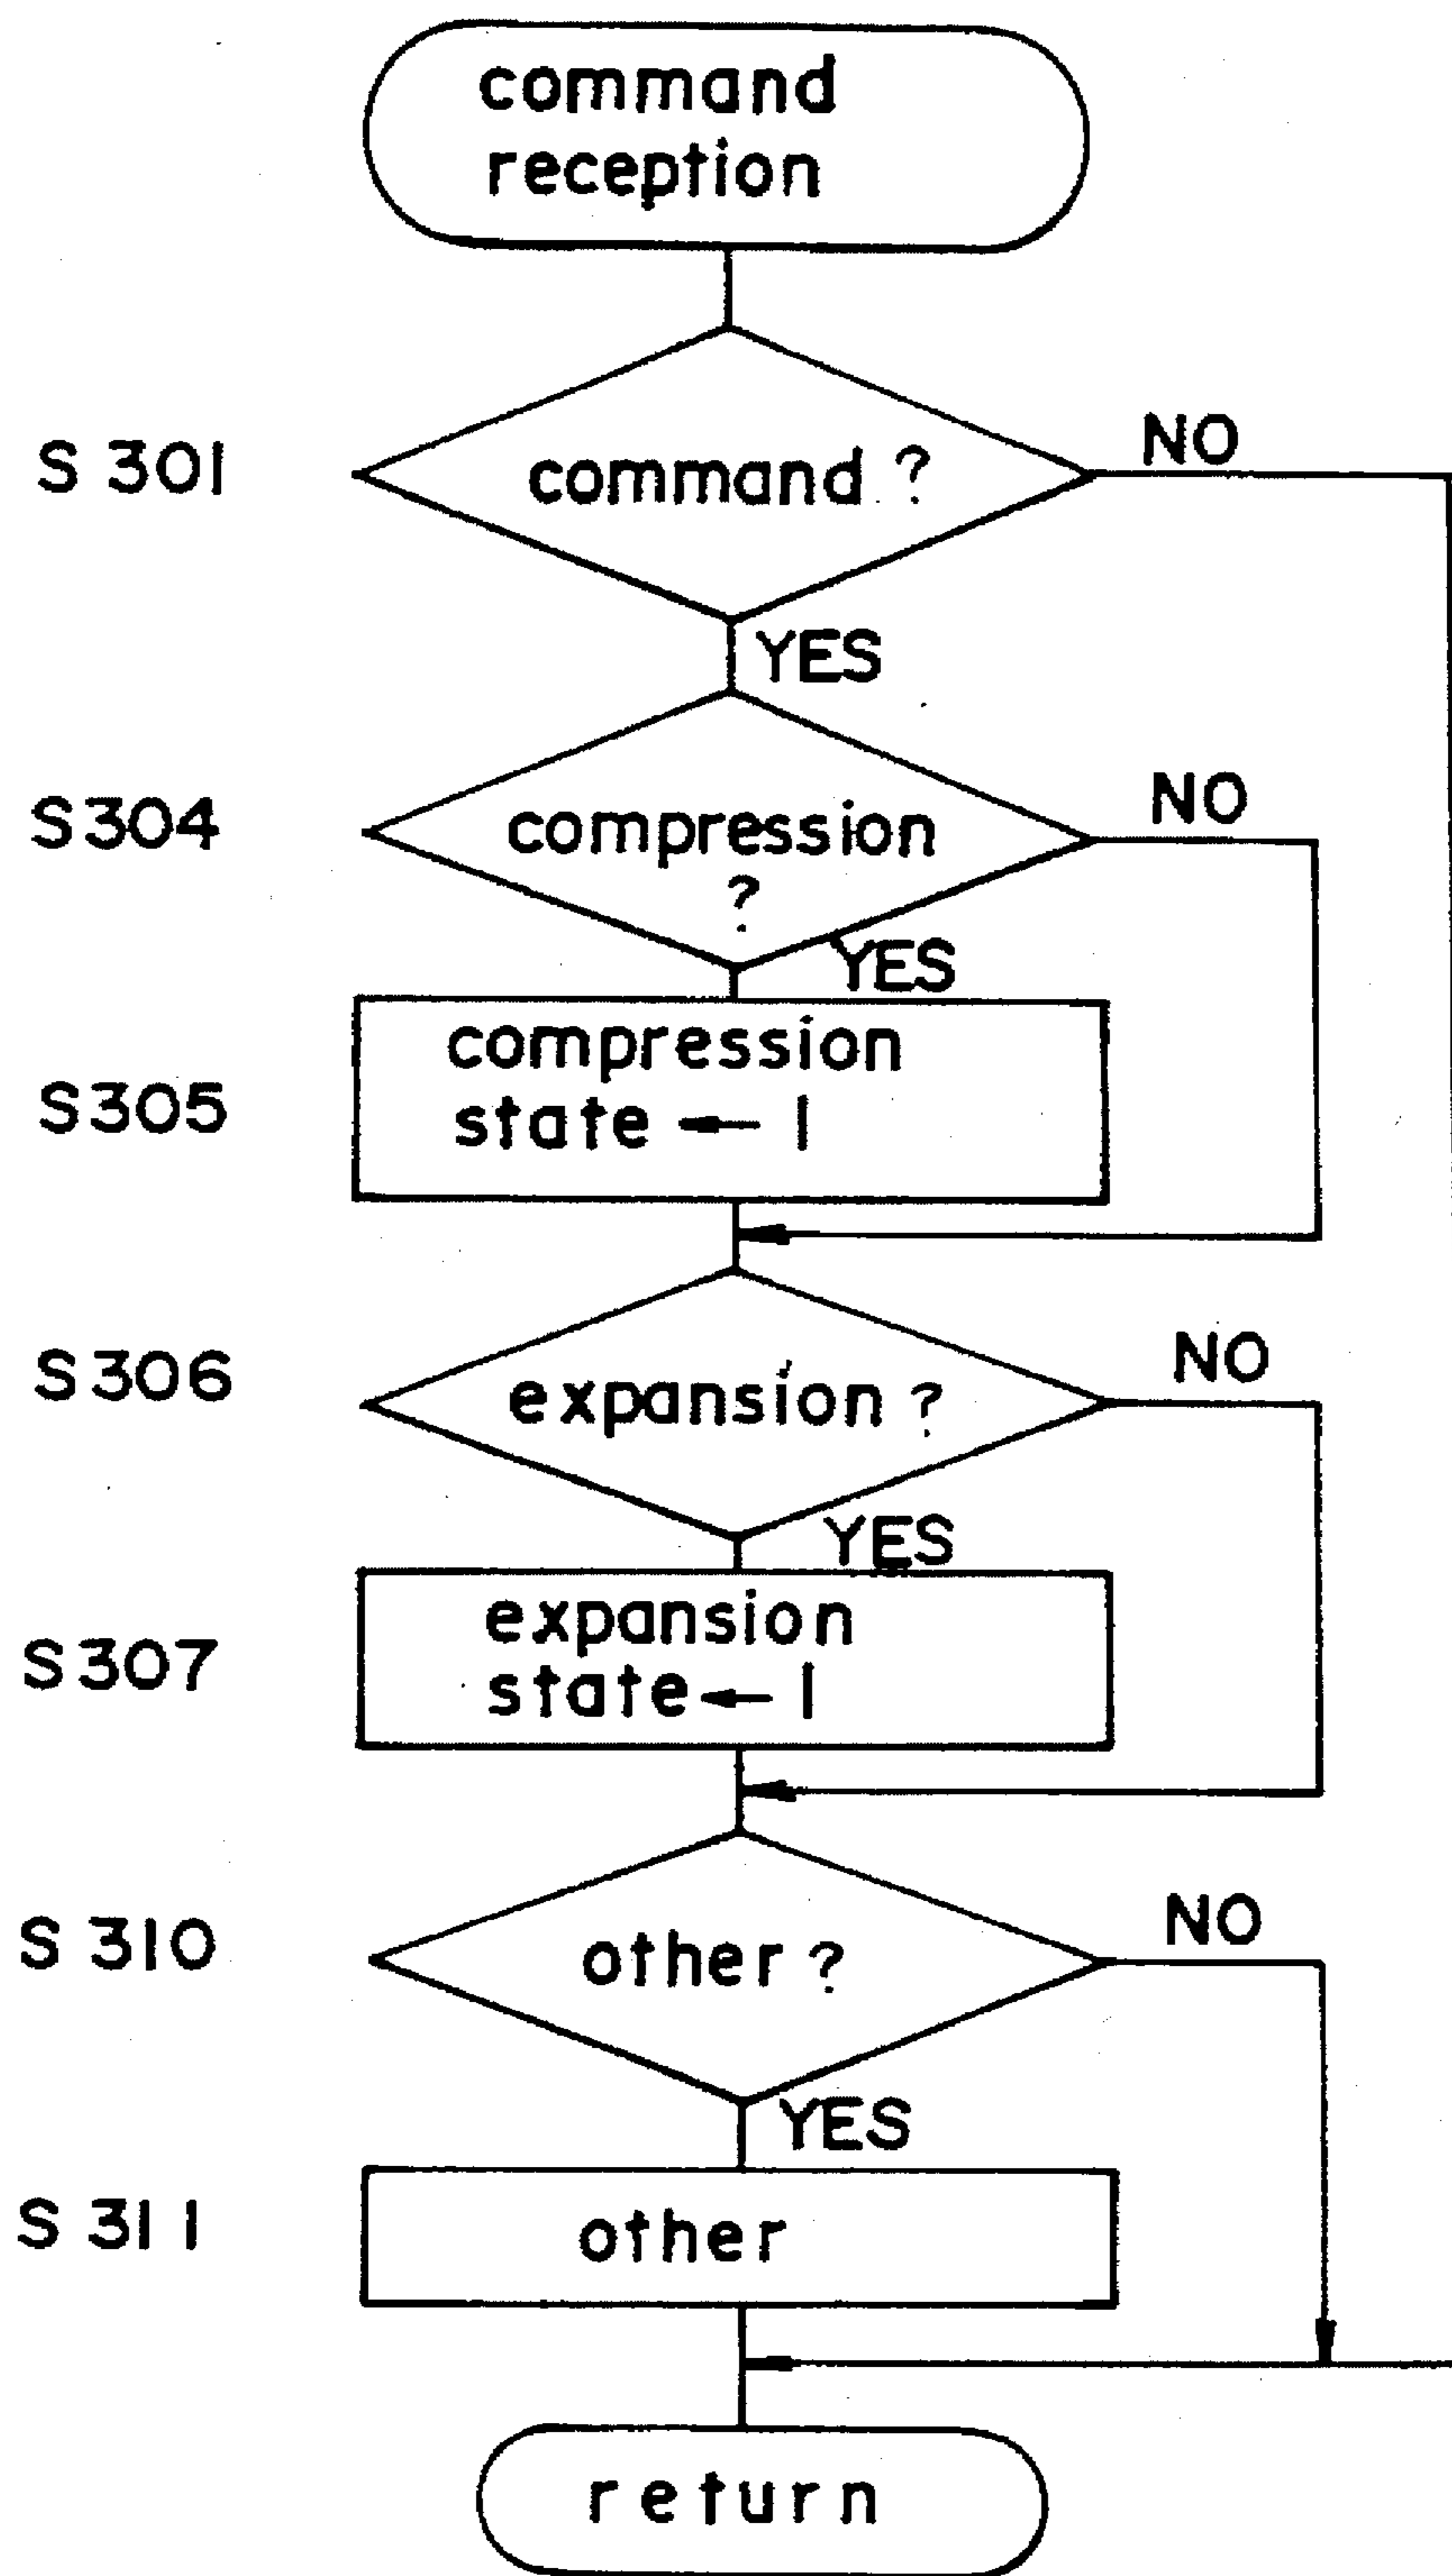 command
reception
S 301
command ?
NO
YES
S304
compression
?
NO
YES
S305
compression
state ← 1
S306
expansion ?
NO
YES
S307
expansion
state ← 1
S 310
other ?
NO
YES
S 311
other
return